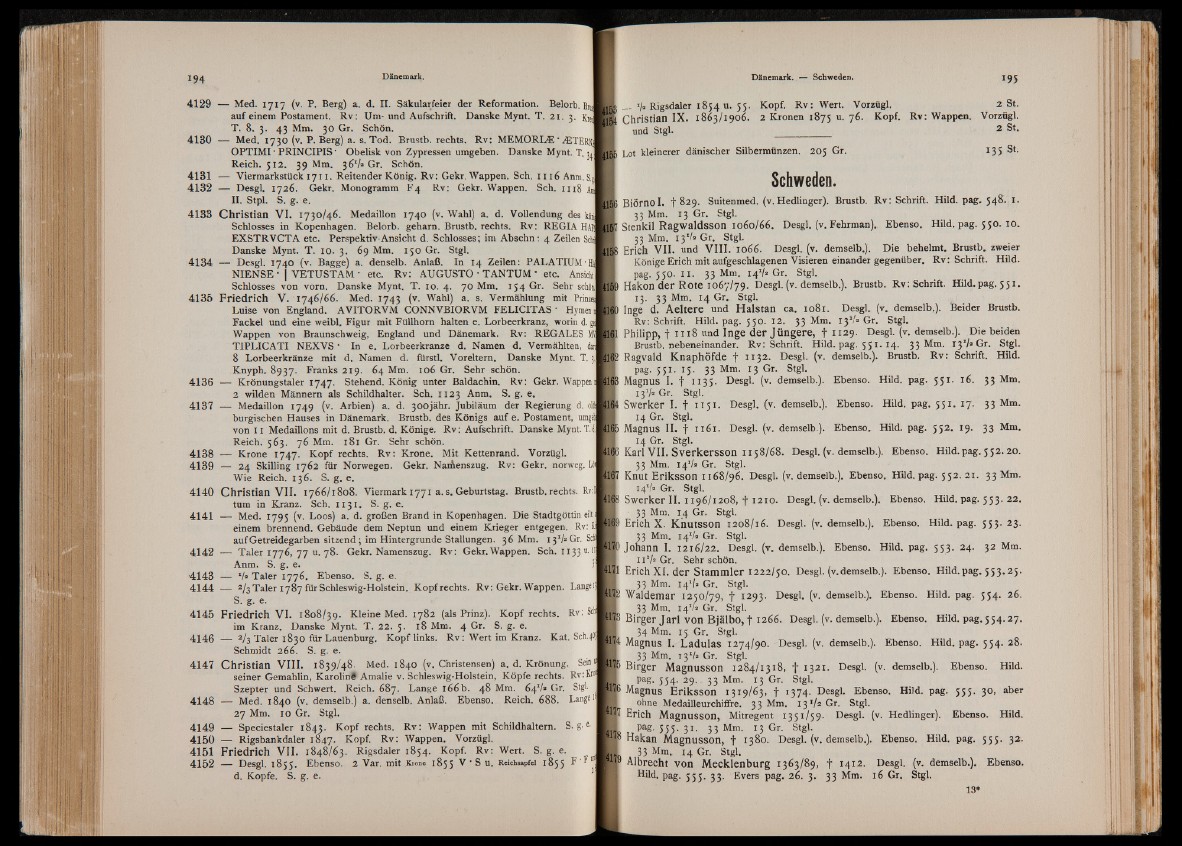 194
Dänemark.
4129 — Med. 1717 (v. P. Berg) a. d. II. Säkularfeier der Reformation. Belorb.
auf einem Postament. Rv: Um- und Aufschrift. Danske Mynt. T. 21. 3.
T. 8. 3. 43 Mm. 30 Gr. Schön.
4130 — Med. 1730 (v. P. Berg) a. s. Tod. Brustb. rechts. Rv: MEMORIÆ •
OPTIMI • PRINCIPIS • Obelisk von Zypressen umgeben. Danske Mynt. T. 34
Reich. 512. 39 Mm. 36¹/₂ Gr. Schön.
4131 — Viermarkstück 1711. Reitender König. Rv: Gekr. Wappen. Sch. 1116 Anm.
4132 — Desgl. 1726. Gekr. Monogramm F4 Rv: Gekr. Wappen. Sch. 1118
II. Stpl. S. g. e.
4133 Christian VI. 1730/46. Medaillon 1740 (v. Wahl) a. d. Vollendung des
Schlosses in Kopenhagen. Belorb. geharn. Brustb. rechts. Rv: REGIA
EXSTRVCTA etc. Perspektiv-Ansicht d. Schlosses; im Abschn: 4 Zeilen
Danske Mynt. T. 10. 3. 69 Mm. 150 Gr. Stgl.
4134 — Desgl. 1740 (v. Bagge) a. denselb. Anlaß. In 14 Zeilen: PALATIUM •
NIENSE • | VETUSTAM • etc. Rv: AUGUSTO • TANTUM • etc.
Schlosses von vorn. Danske Mynt. T. 10. 4. 70 Mm. 154 Gr. Sehr
4135 Friedrich V. 1746/66. Med. 1743 (v. Wahl) a. s. Vermählung mit
Luise von England. AVITORVM CONNVBIORVM FELICITAS • Hymen
Fackel und eine weibl. Figur mit Füllhorn halten e. Lorbeerkranz, worin d.
Wappen von Braunschweig, England und Dänemark. Rv: REGALES
TIPLICATI NEXVS • In e. Lorbeerkranze d. Namen d. Vermählten,
8 Lorbeerkränze mit d. Namen d. fürstl. Voreltern. Danske Mynt. T.
Knyph. 8937. Franks 219. 64 Mm. 106 Gr. Sehr schön.
4136 — Krönungstaler 1747. Stehend. König unter Baldachin. Rv: Gekr. Wappen
2 wilden Männern als Schildhalter. Sch. 1123 Anm. S. g. e.
4137 — Medaillon 1749 (v. Arbien) a. d. 300jähr. Jubiläum der Regierung d.
burgischen Hauses in Dänemark. Brustb. des Königs auf e. Postament,
von 11 Medaillons mit d. Brustb. d. Könige. Rv: Aufschrift. Danske Mynt. T.
Reich. 563. 76 Mm. 181 Gr. Sehr schön.
4138 — Krone 1747. Kopf rechts. Rv: Krone. Mit Kettenrand. Vorzügl.
4139 — 24 Skilling 1762 für Norwegen. Gekr. Namenszug. Rv: Gekr. norweg.
Wie Reich. 136. S. g. e.
4140 Christian VII. 1766/1808. Viermark 1771 a. s. Geburtstag. Brustb. rechts.
tum in Kranz. Sch. 1131. S. g. e.
4141 — Med. 1795 (v. Loos) a. d. großen Brand in Kopenhagen. Die Stadtgöttin
einem brennend. Gebäude dem Neptun und einem Krieger entgegen. Rv:
auf Getreidegarben sitzend; im Hintergrunde Stallungen. 36 Mm. 13¹/₂ Gr.
4142 — Taler 1776, 77 u. 78. Gekr. Namenszug. Rv: Gekr. Wappen. Sch. 1133 u.
Anm. S. g. e.
4143 — ¹/₂ Taler 1776. Ebenso. S. g. e.
4144 — ²/₃ Taler 1787 für Schleswig-Holstein. Kopf rechts. Rv: Gekr. Wappen. Lange
S. g. e.
4145 Friedrich VI. 1808/39. Kleine Med. 1782 (als Prinz). Kopf rechts. Rv:
im Kranz. Danske Mynt. T. 22. 5. 18 Mm. 4 Gr. S. g. e.
4146 — ²/₃ Taler 1830 für Lauenburg. Kopf links. Rv: Wert im Kranz. Kat. Sch.
Schmidt 266. S. g. e.
4147 Christian VIII. 1839/48. Med. 1840 (v. Christensen) a. d. Krönung. Sein
seiner Gemahlin, Karoline Amalie v. Schleswig-Holstein, Köpfe rechts. Rv:
Szepter und Schwert. Reich. 687. Lange 166b. 48 Mm. 64¹/₂ Gr. Stgl.
4148 — Med. 1840 (v. demselb.) a. denselb. Anlaß. Ebenso. Reich. 688. Lange
27 Mm. 10 Gr. Stgl.
4149 — Speciestaler 1843. Kopf rechts. Rv: Wappen mit Schildhaltern. S. g. e.
4150 — Rigsbankdaler 1847. Kopf. Rv: Wappen. Vorzügl.
4151 Friedrich VII. 1848/63. Rigsdaler 1854. Kopf. Rv: Wert. S. g. e.
4152 — Desgl. 1855. Ebenso. 2 Var. mit Krone 1855 V • S u. Reichsapfel 1855 F •
d. Kopfe. S. g. e.
Dänemark. — Schweden.
195
— ¹/₂ Rigsdaler 1854 u. 55. Kopf. Rv: Wert. Vorzügl. 2 St.
Christian IX. 1863/1906. 2 Kronen 1875 u. 76. Kopf. Rv: Wappen. Vorzügl.
und Stgl. 2 St.
Lot kleinerer dänischer Silbermünzen. 205 Gr. 135 St.
Schweden.
Biörno I. † 829. Suitenmed. (v. Hedlinger). Brustb. Rv: Schrift. Hild. pag. 548. 1.
33 Mm. 13 Gr. Stgl.
Stenkil Ragwaldsson 1060/66. Desgl. (v. Fehrman). Ebenso. Hild. pag. 550. 10.
33 Mm. 13¹/₂ Gr. Stgl.
Erich VII. und VIII. 1066. Desgl. (v. demselb.). Die behelmt. Brustb. zweier
Könige Erich mit aufgeschlagenen Visieren einander gegenüber. Rv: Schrift. Hild.
pag. 550. 11. 33 Mm. 14¹/₂ Gr. Stgl.
Hakon der Rote 1067/79. Desgl. (v. demselb.). Brustb. Rv: Schrift. Hild. pag. 551.
13. 33 Mm. 14 Gr. Stgl.
Inge d. Aeltere und Halstan ca. 1081. Desgl. (v. demselb.). Beider Brustb.
Rv: Schrift. Hild. pag. 550. 12. 33 Mm. 13¹/₂ Gr. Stgl.
Philipp, † 1118 und Inge der Jüngere, † 1129. Desgl. (v. demselb.). Die beiden
Brustb. nebeneinander. Rv: Schrift. Hild. pag. 551. 14. 33 Mm. 13¹/₂ Gr. Stgl.
Ragvald Knaphöfde † 1132. Desgl. (v. demselb.). Brustb. Rv: Schrift. Hild.
pag. 551. 15. 33 Mm. 13 Gr. Stgl.
Magnus I. † 1135. Desgl. (v. demselb.). Ebenso. Hild. pag. 551. 16. 33 Mm.
13¹/₂ Gr. Stgl.
Swerker I. † 1151. Desgl. (v. demselb.). Ebenso. Hild. pag. 551. 17. 33 Mm.
14 Gr. Stgl.
Magnus II. † 1161. Desgl. (v. demselb.). Ebenso. Hild. pag. 552. 19. 33 Mm.
14 Gr. Stgl.
Karl VII. Sverkersson 1158/68. Desgl. (v. demselb.). Ebenso. Hild. pag. 552. 20.
33 Mm. 14¹/₂ Gr. Stgl.
Knut Eriksson 1168/96. Desgl. (v. demselb.). Ebenso. Hild. pag. 552. 21. 33 Mm.
14¹/₂ Gr. Stgl.
Swerker II. 1196/1208, † 1210. Desgl. (v. demselb.). Ebenso. Hild. pag. 553. 22.
33 Mm. 14 Gr. Stgl.
Erich X. Knutsson 1208/16. Desgl. (v. demselb.). Ebenso. Hild. pag. 553. 23.
33 Mm. 14¹/₂ Gr. Stgl.
Johann I. 1216/22. Desgl. (v. demselb.). Ebenso. Hild. pag. 553. 24. 32 Mm.
11¹/₂ Gr. Sehr schön.
Erich XI. der Stammler 1222/50. Desgl. (v. demselb.). Ebenso. Hild. pag. 553. 25.
33 Mm. 14¹/₂ Gr. Stgl.
Waldemar 1250/79, † 1293. Desgl. (v. demselb.). Ebenso. Hild. pag. 554. 26.
33 Mm. 14¹/₂ Gr. Stgl.
Birger Jarl von Bjälbo, † 1266. Desgl. (v. demselb.). Ebenso. Hild. pag. 554. 27.
34 Mm. 15 Gr. Stgl.
Magnus I. Ladulas 1274/90. Desgl. (v. demselb.). Ebenso. Hild. pag. 554. 28.
33 Mm. 13¹/₂ Gr. Stgl.
Birger Magnusson 1284/1318, † 1321. Desgl. (v. demselb.). Ebenso. Hild.
pag. 554. 29. 33 Mm. 13 Gr. Stgl.
Magnus Eriksson 1319/63, † 1374. Desgl. Ebenso. Hild. pag. 555. 30, aber
ohne Medailleurchiffre. 33 Mm. 13¹/₂ Gr. Stgl.
Erich Magnusson, Mitregent 1351/59. Desgl. (v. Hedlinger). Ebenso. Hild.
pag. 555. 31. 33 Mm. 13 Gr. Stgl.
Hakan Magnusson, † 1380. Desgl. (v. demselb.). Ebenso. Hild. pag. 555. 32.
33 Mm. 14 Gr. Stgl.
Albrecht von Mecklenburg 1363/89, † 1412. Desgl. (v. demselb.). Ebenso.
Hild. pag. 555. 33. Evers pag. 26. 3. 33 Mm. 16 Gr. Stgl.
13*